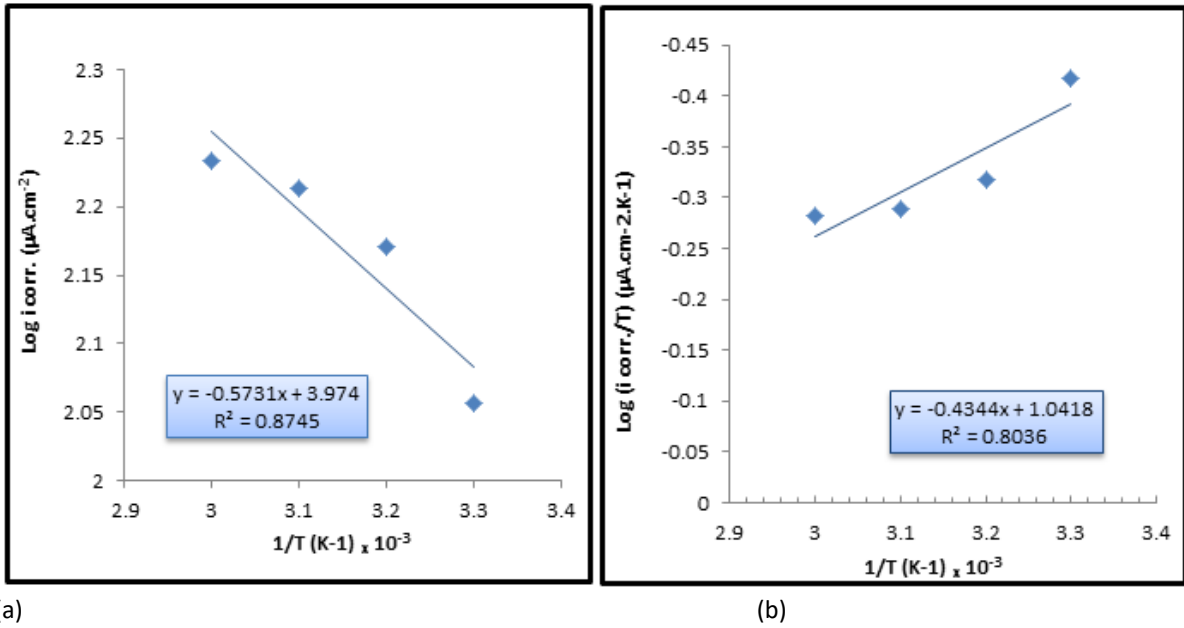 2.3
2.25
2.2
2.15
2.1
2.05
2
2.9
3
3.1
3.2
3.3
3.4
Log i corr. (µA.cm-2)
1/T (K-1) x 10-3
y = -0.5731x + 3.974
R² = 0.8745
-0.45
-0.4
-0.35
-0.3
-0.25
-0.2
-0.15
-0.1
-0.05
0
2.9
3
3.1
3.2
3.3
3.4
Log (i corr./T) (µA.cm-2.K-1)
1/T (K-1) x 10-3
y = -0.4344x + 1.0418
R² = 0.8036
a)
(b)